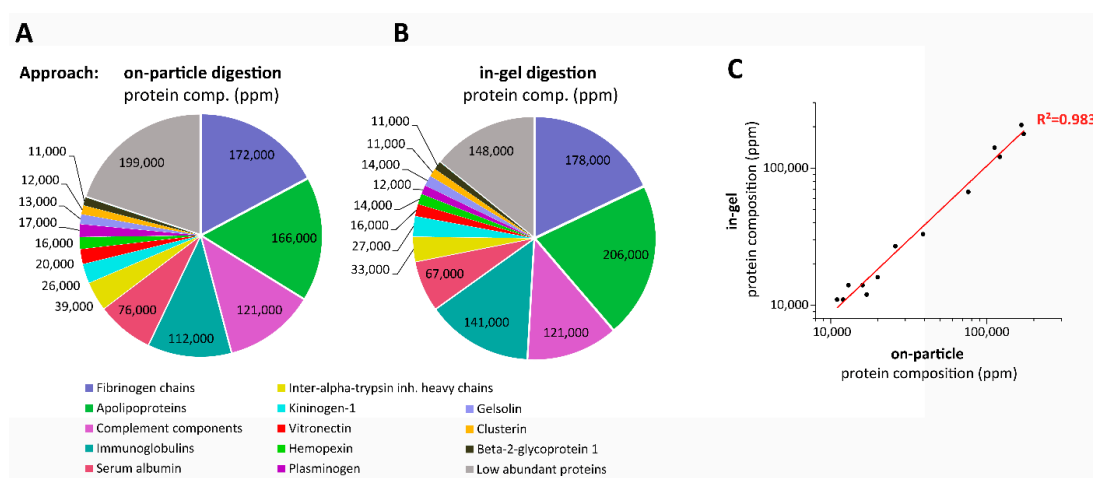 A
Approach:
on-particle digestion
protein comp. (ppm)
172,000
166,000
121,000
112,000
76,000
39,000
26,000
20,000
16,000
17,000
13,000
12,000
11,000
199,000
B
in-gel digestion
protein comp. (ppm)
178,000
206,000
121,000
141,000
67,000
33,000
27,000
16,000
14,000
12,000
14,000
11,000
11,000
148,000
C
R²=0.983
in-gel
protein composition (ppm)
100,000
10,000
10,000
100,000
on-particle
protein composition (ppm)
Fibrinogen chains
Apolipoproteins
Complement components
Immunoglobulins
Serum albumin
Inter-alpha-trypsin inh. heavy chains
Kininogen-1
Vitronectin
Hemopexin
Plasminogen
Gelsolin
Clusterin
Beta-2-glycoprotein 1
Low abundant proteins